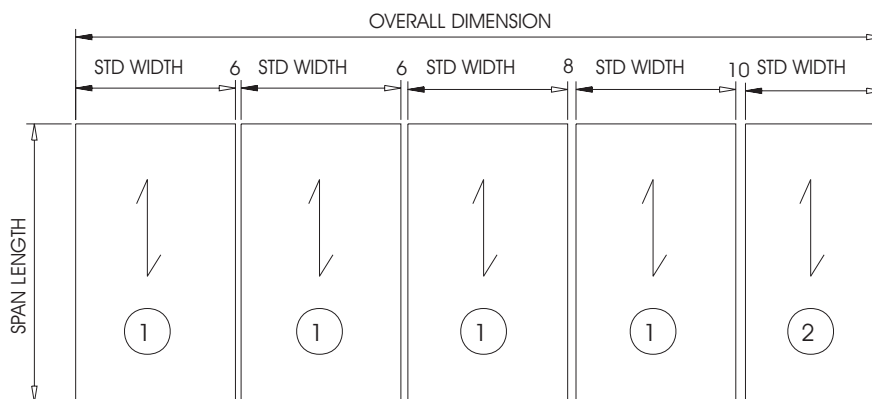 OVERALL DIMENSION
STD WIDTH 6 STD WIDTH 6 STD WIDTH 8 STD WIDTH 10 STD WIDTH
SPAN LENGTH
1 1 1 1 2